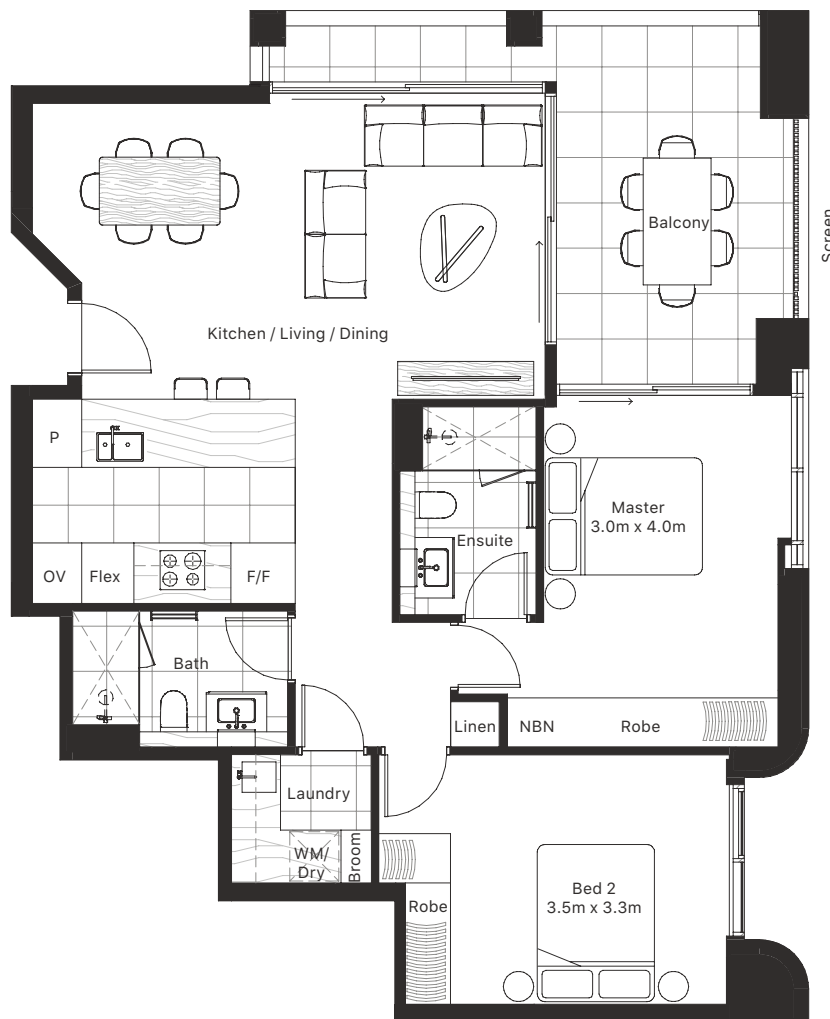 Balcony
Screen
Kitchen / Living / Dining
P
Master
3.0m x 4.0m
Ensuite
OV
Flex
F/F
Bath
Linen
NBN
Robe
Laundry
WM/
Dry
Broom
Bed 2
3.5m x 3.3m
Robe